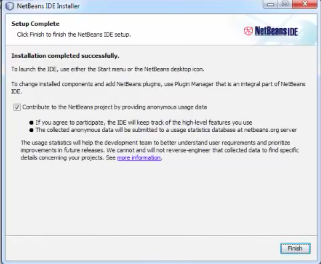 NetBeans IDE Installer
Setup Complete
Click Finish to finish the NetBeans IDE setup.
NetBeans IDE
Installation completed successfully.
To launch the IDE, use either the Start menu or the NetBeans desktop icon.
To change installed components and add NetBeans plugins, use Plugin Manager that is an integral part of NetBeans
IDE.
Contribute to the NetBeans project by providing anonymous usage data
● If you agree to participate, the IDE will keep track of the high-level features you use
● The collected anonymous data will be submitted to a usage statistics database at netbeans.org server
The usage statistics will help the development team to better understand user requirements and prioritize
improvements in future releases. We cannot and will not reverse-engineer that collected data to find specific
details concerning your projects. See more information.
Finish